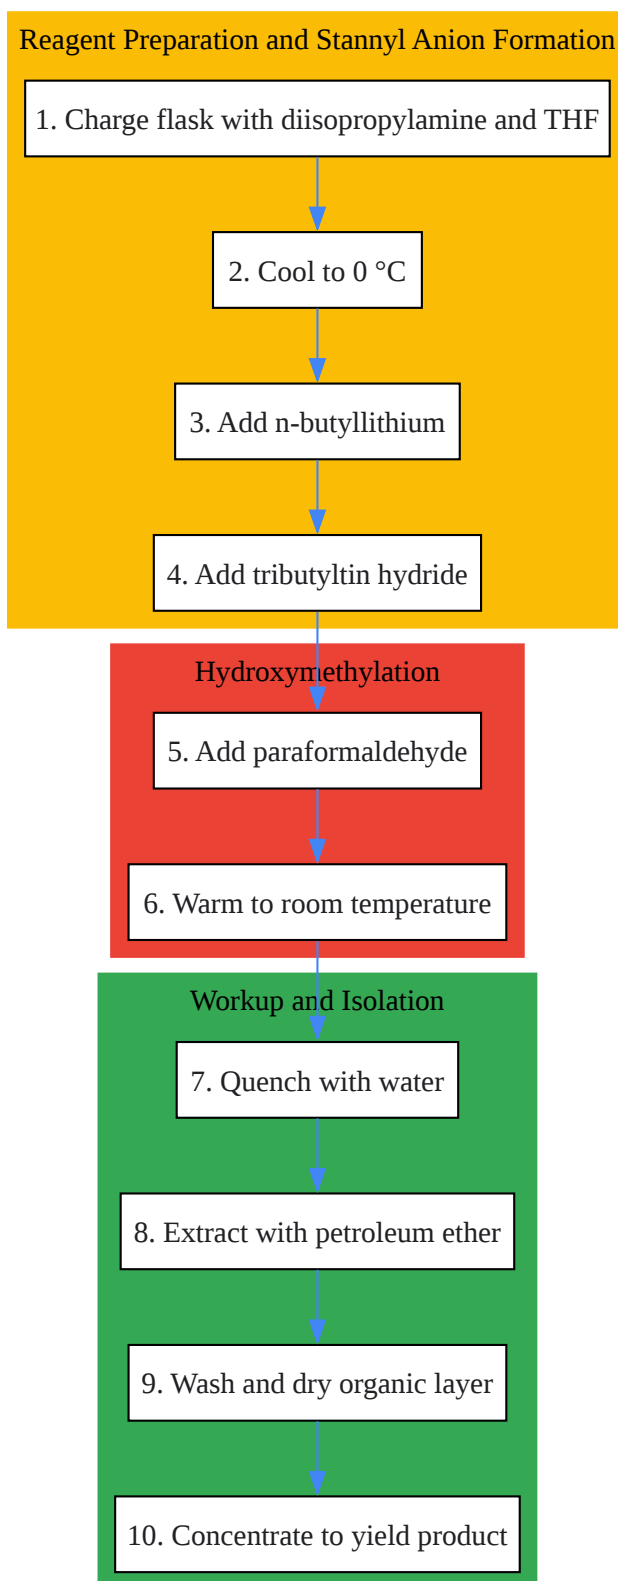 Reagent Preparation and Stannyl Anion Formation
1. Charge flask with diisopropylamine and THF
2. Cool to 0 °C
3. Add n-butyllithium
4. Add tributyltin hydride
Hydroxymethylation
5. Add paraformaldehyde
6. Warm to room temperature
Workup and Isolation
7. Quench with water
8. Extract with petroleum ether
9. Wash and dry organic layer
10. Concentrate to yield product